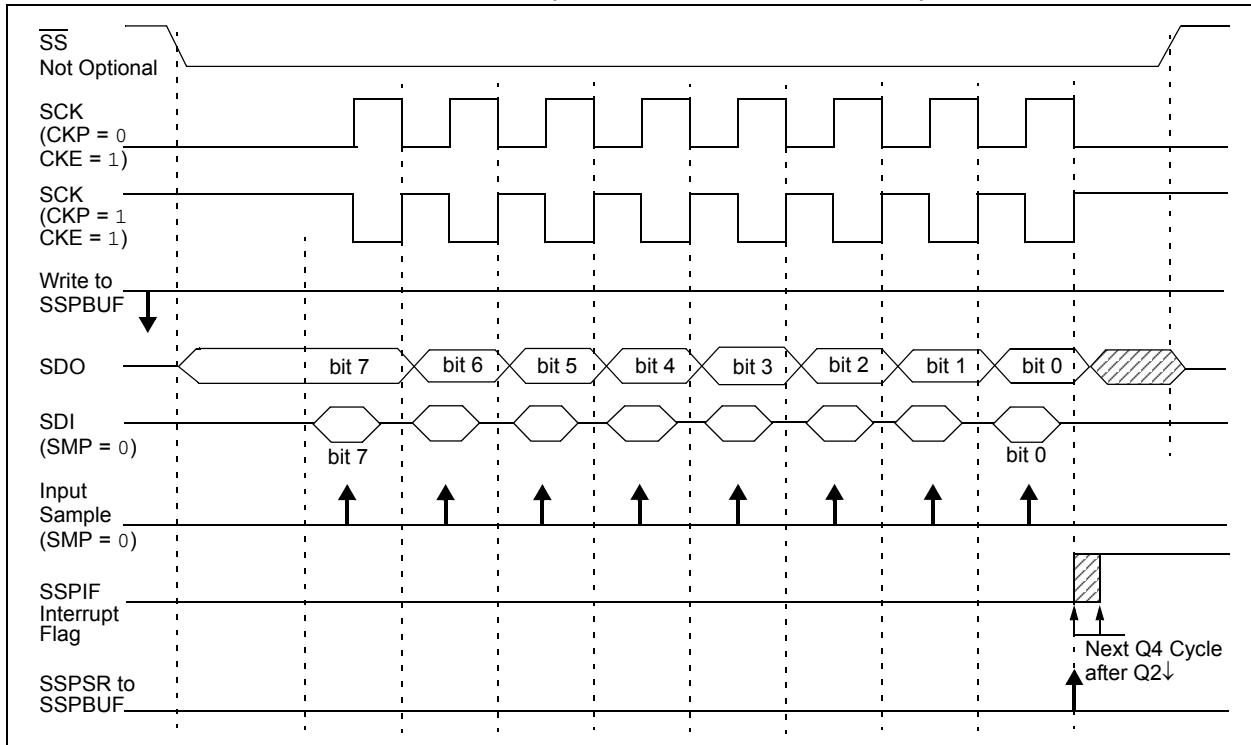 SS
Not Optional
SCK
(CKP = 0
CKE = 1)
SCK
(CKP = 1
CKE = 1)
Write to
SSPBUF
SDO
bit 7 bit 6 bit 5 bit 4 bit 3 bit 2 bit 1 bit 0
SDI
(SMP = 0)
bit 7 bit 0
Input
Sample
(SMP = 0)
SSPIF
Interrupt
Flag
Next Q4 Cycle
after Q2↓
SSPSR to
SSPBUF